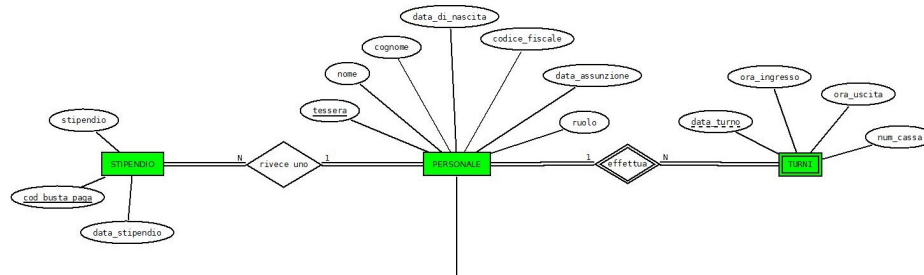 data_di_nascita
cognome
codice_fiscale
nome
data_assunzione
ora_ingresso
ora_uscita
tessera
ruolo
stipendio
data_turno
num_cassa
STIPENDIO
N
rivece uno
1
PERSONALE
1
effettua
N
TURNI
cod_busta_paga
data_stipendio